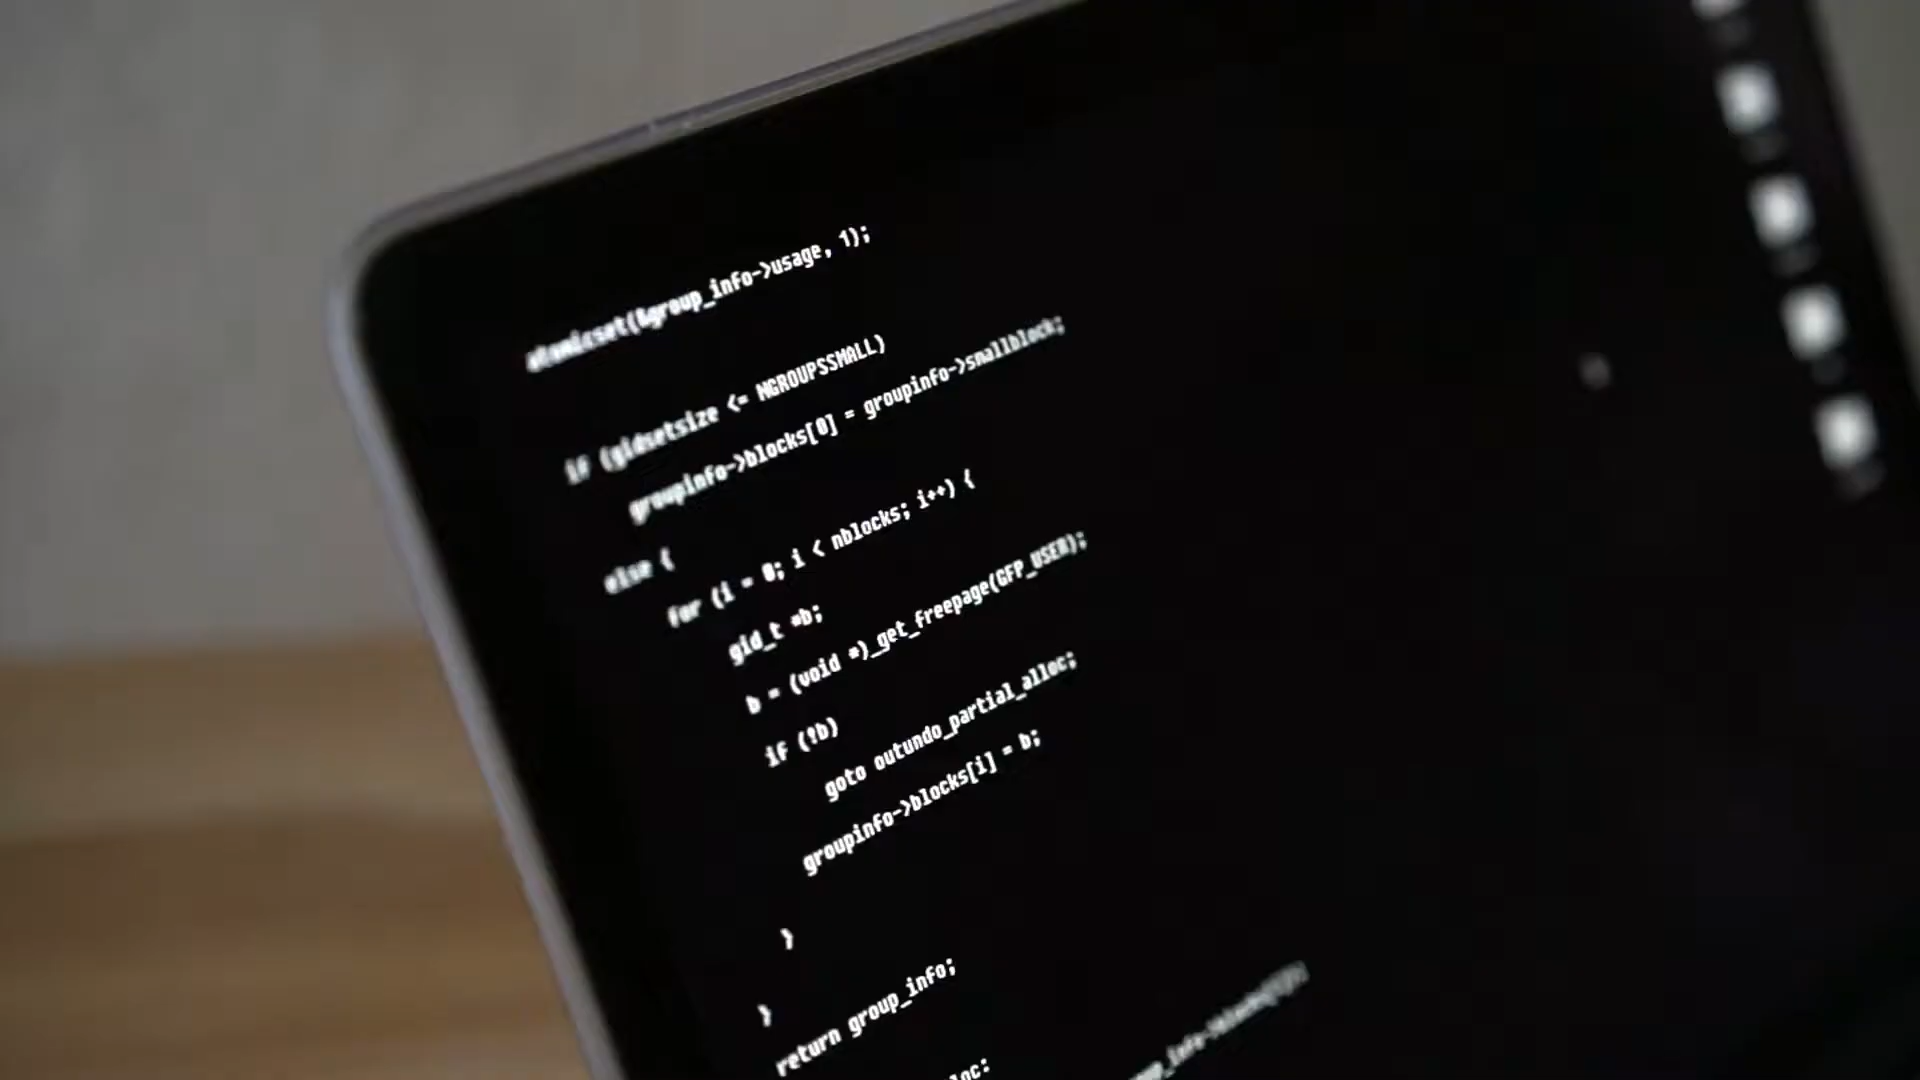 atomicset(&group_info->usage, 1);
if (gidsetsize <= NGROUPSSMALL)
groupinfo->blocks[0] = groupinfo->smallblock;
else {
for (i = 0; i < nblocks; i++) {
gid_t *b;
b = (void *)_get_freepage(GFP_USER);
if (!b)
goto outundo_partial_alloc;
groupinfo->blocks[i] = b;
}
}
return group_info;